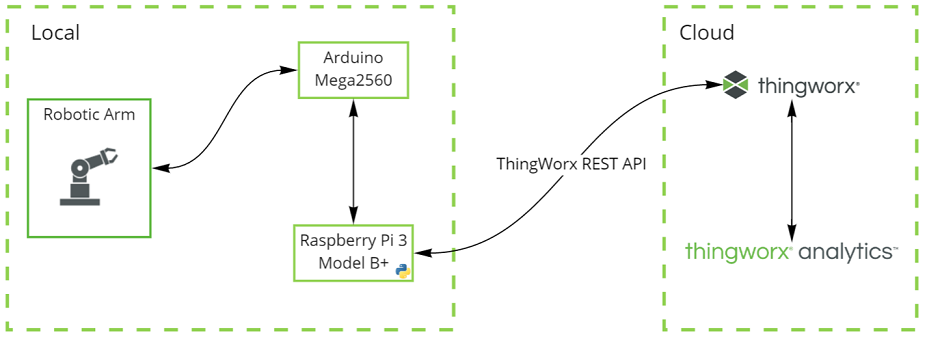 Local
Arduino
Mega2560
Robotic Arm
Raspberry Pi 3
Model B+
ThingWorx REST API
Cloud
thingworx®
thingworx® analytics™